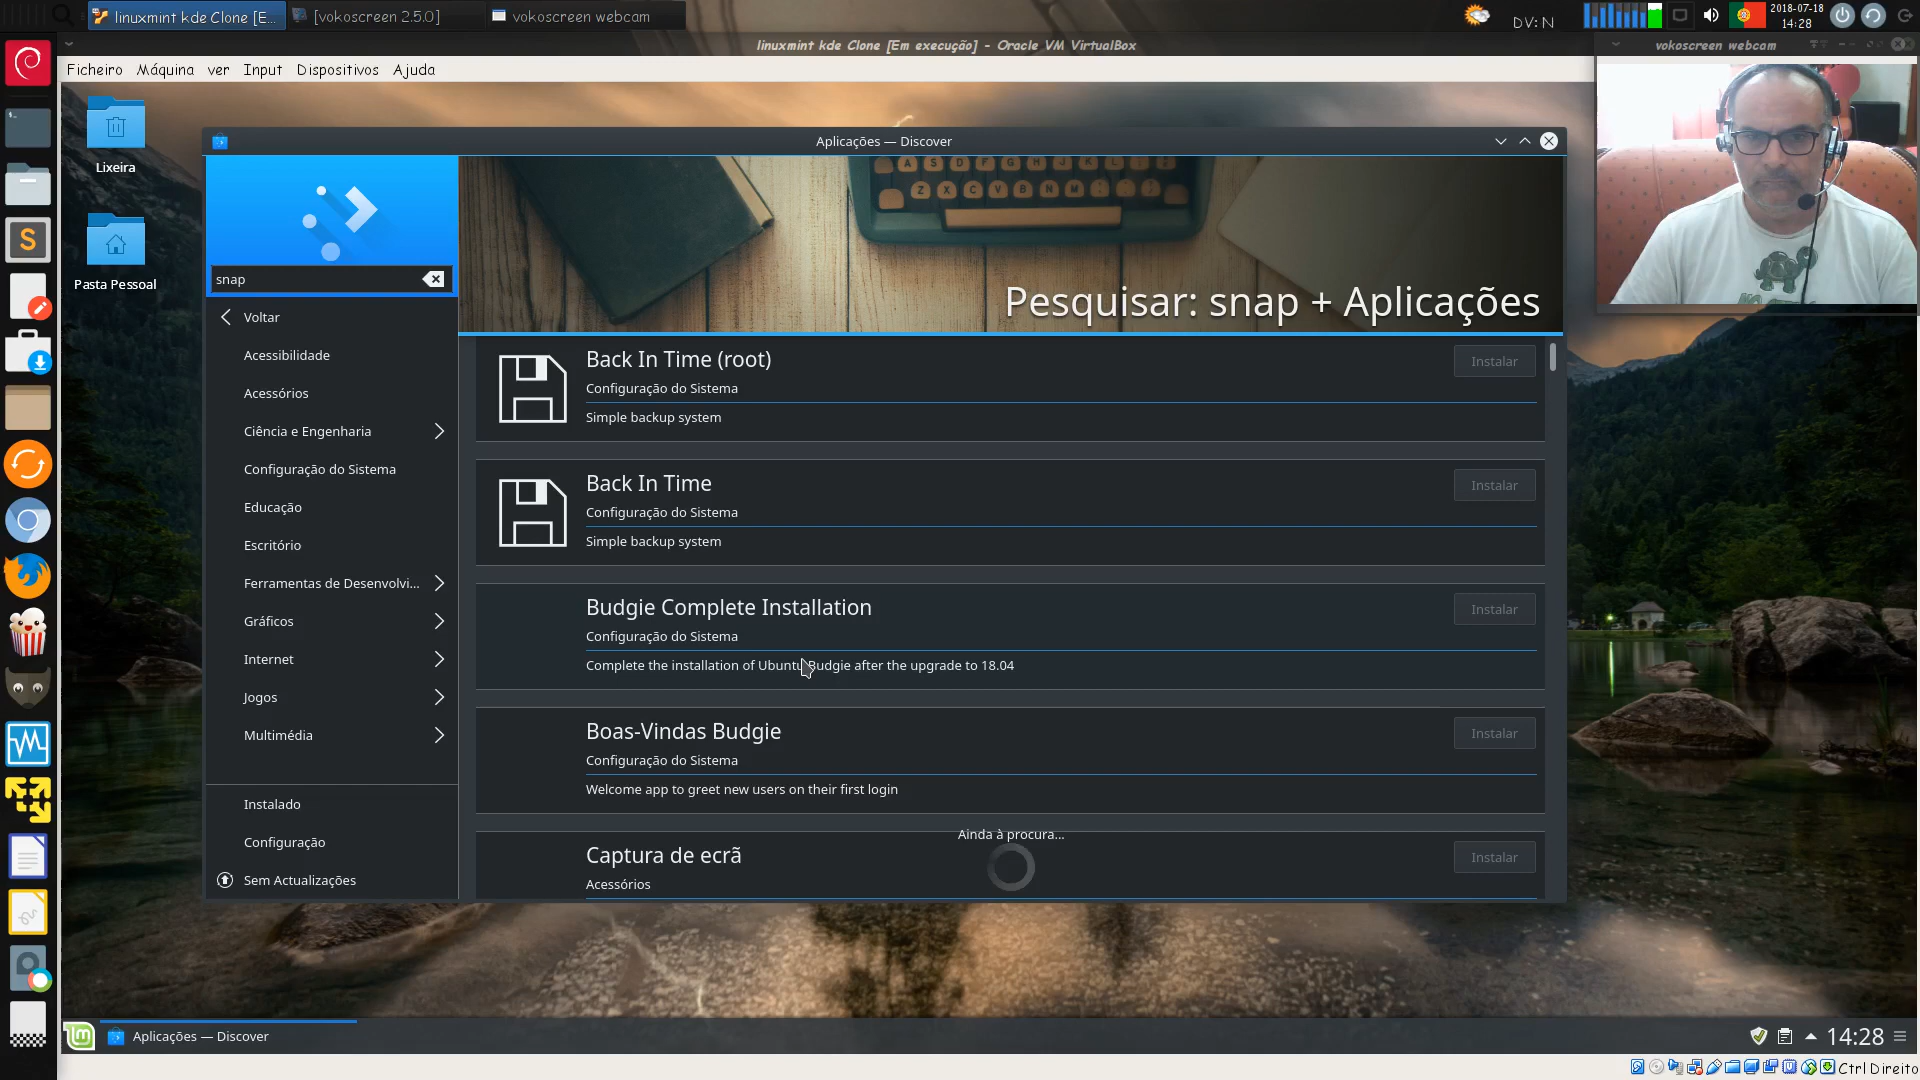 linuxmint kde Clone [E...
[vokoscreen 2.5.0]
vokoscreen webcam
DV: N
2018-07-18
14:28
linuxmint kde Clone [Em execução] - Oracle VM VirtualBox
vokoscreen webcam
Ficheiro Máquina ver Input Dispositivos Ajuda
Lixeira
Pasta Pessoal
Aplicações — Discover
snap
Voltar
Acessibilidade
Acessórios
Ciência e Engenharia
Configuração do Sistema
Educação
Escritório
Ferramentas de Desenvolvi...
Gráficos
Internet
Jogos
Multimédia
Instalado
Configuração
Sem Actualizações
Pesquisar: snap + Aplicações
Back In Time (root)
Instalar
Configuração do Sistema
Simple backup system
Back In Time
Instalar
Configuração do Sistema
Simple backup system
Budgie Complete Installation
Instalar
Configuração do Sistema
Complete the installation of Ubuntu Budgie after the upgrade to 18.04
Boas-Vindas Budgie
Instalar
Configuração do Sistema
Welcome app to greet new users on their first login
Ainda à procura...
Captura de ecrã
Instalar
Acessórios
Aplicações — Discover
14:28
Ctrl Direito